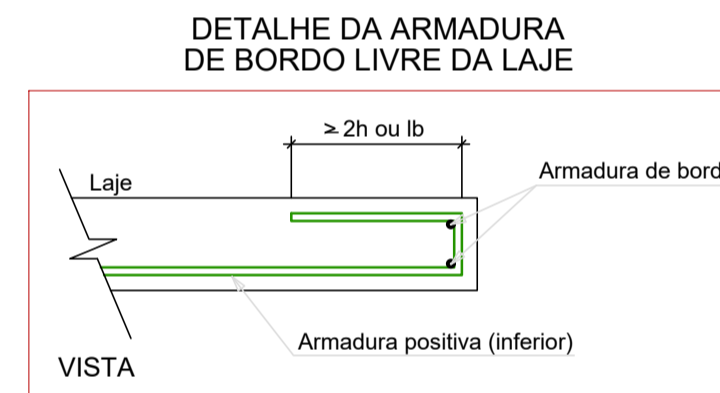 DETALHE DA ARMADURA
DE BORDO LIVRE DA LAJE
≥ 2h ou lb
Laje
Armadura de bord
Armadura positiva (inferior)
VISTA